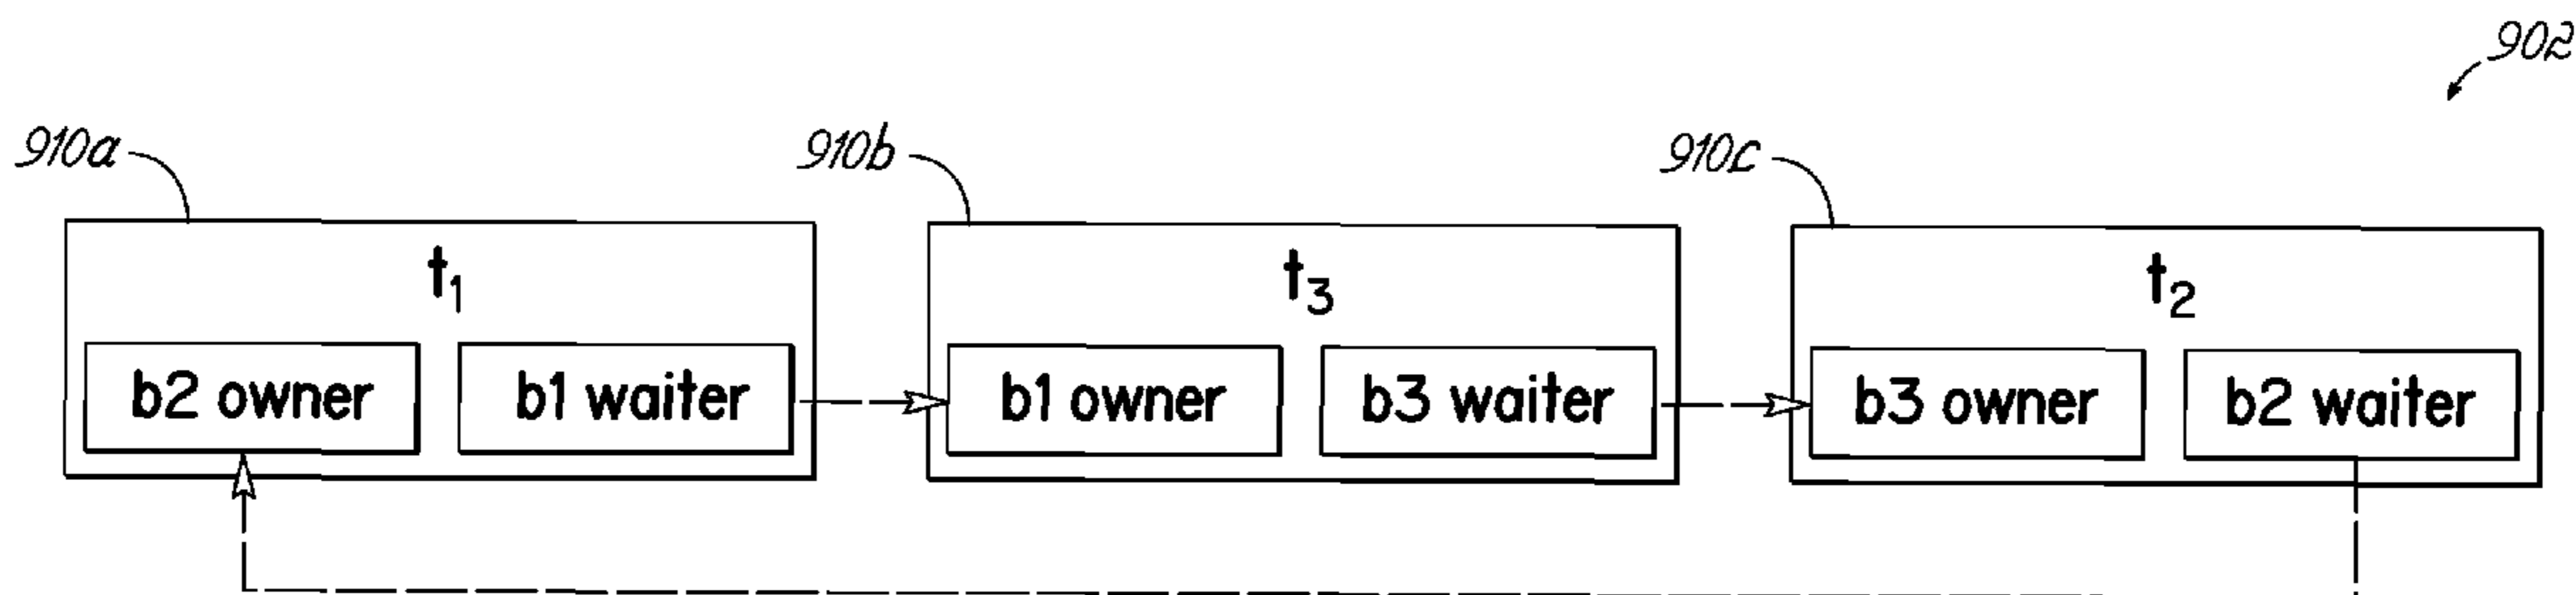 902
910a 910b 910c
t1 t3 t2
b2 owner b1 waiter b1 owner b3 waiter b3 owner b2 waiter